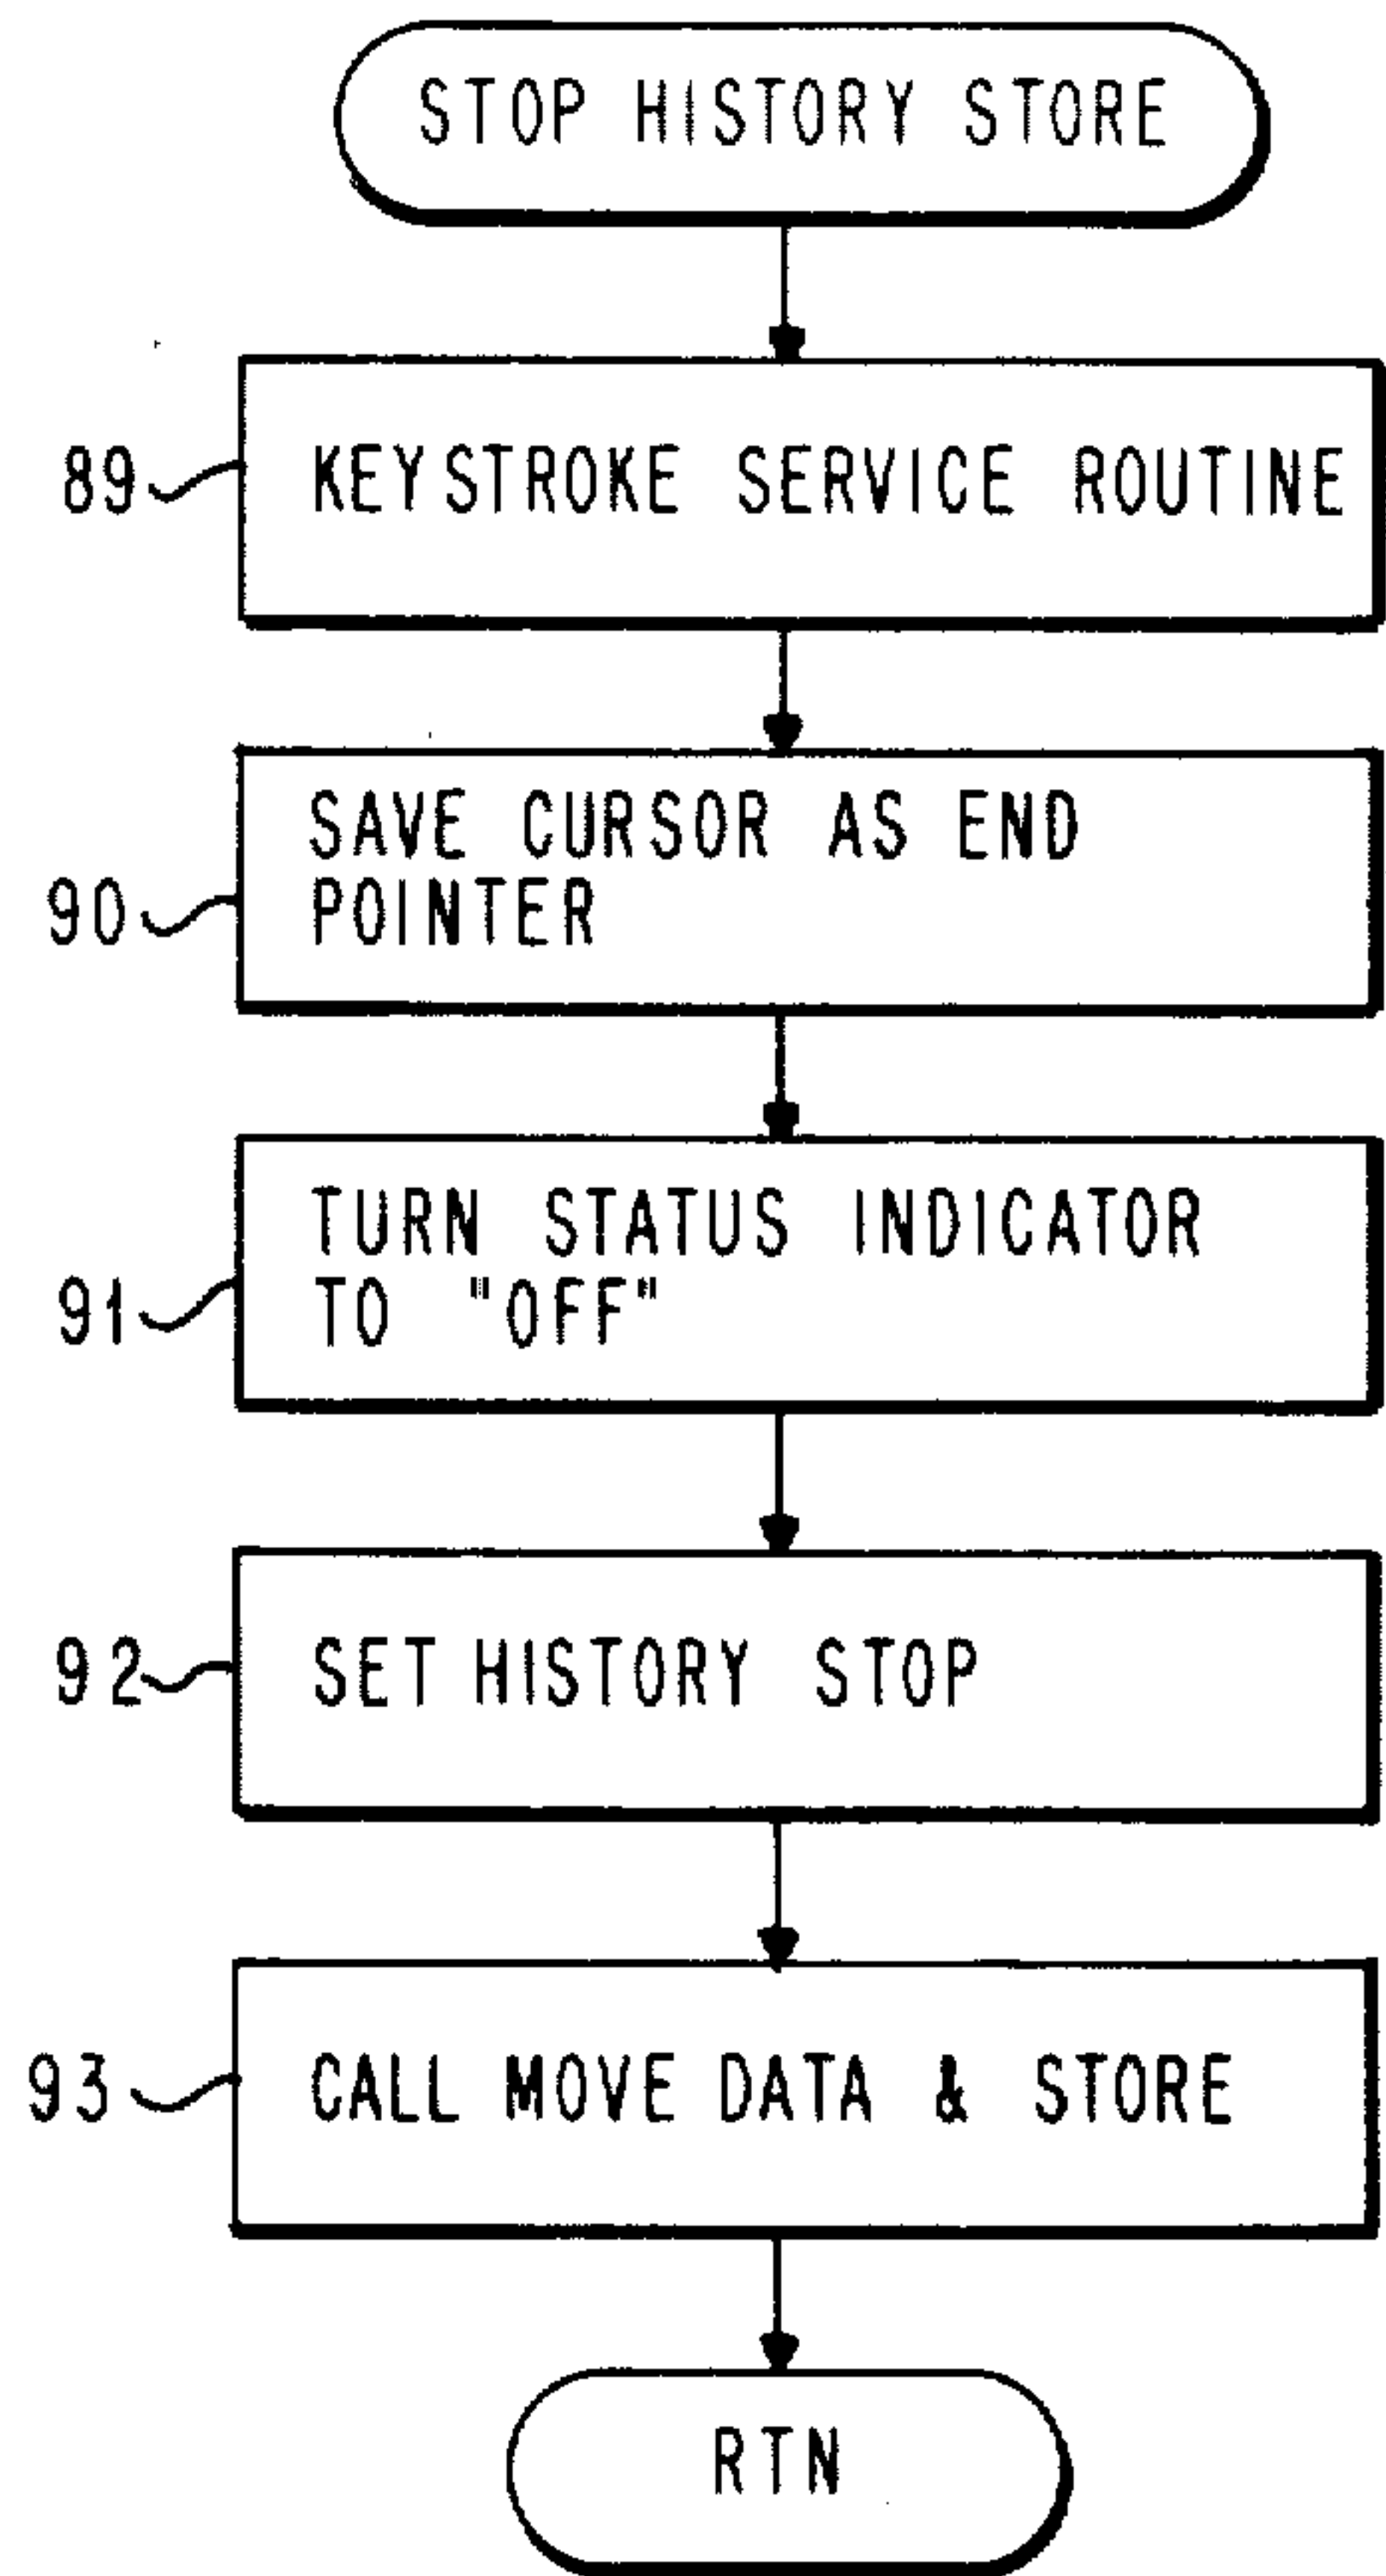 STOP HISTORY STORE
89 KEYSTROKE SERVICE ROUTINE
SAVE CURSOR AS END
90 POINTER
TURN STATUS INDICATOR
91 TO "OFF"
92 SET HISTORY STOP
93 CALL MOVE DATA & STORE
RTN